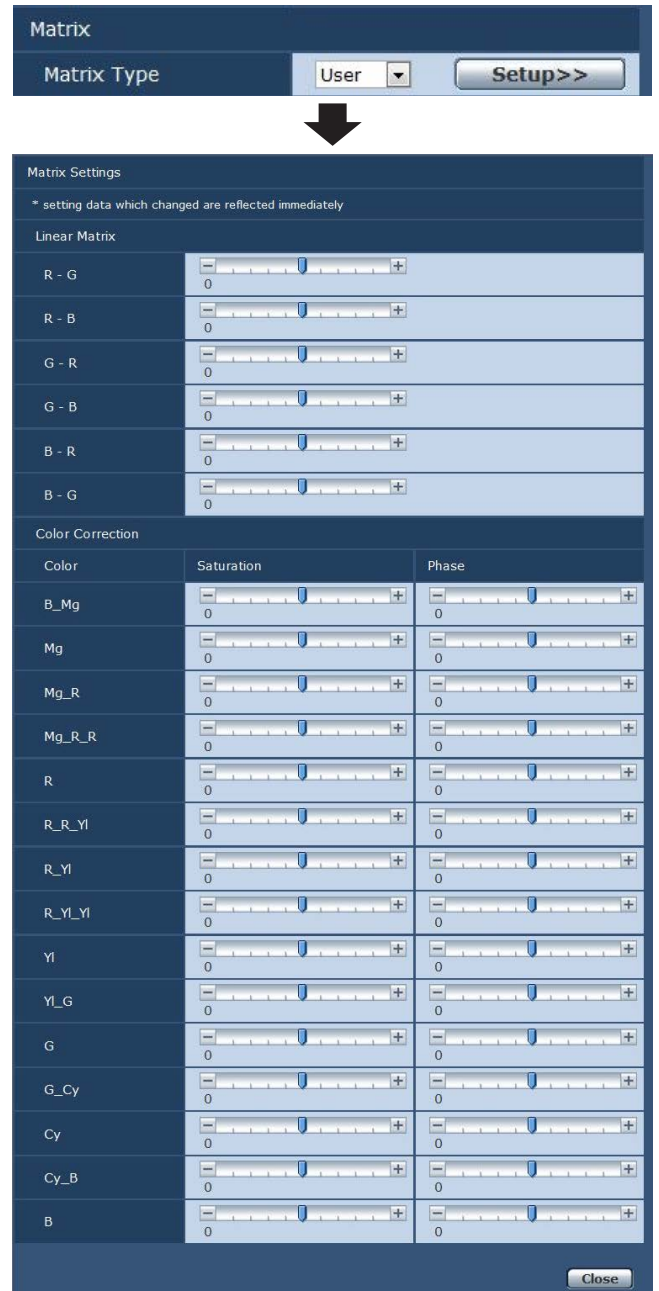 Matrix
Matrix Type User Setup>>
Matrix Settings
* setting data which changed are reflected immediately
Linear Matrix
R - G - +
0
R - B - +
0
G - R - +
0
G - B - +
0
B - R - +
0
B - G - +
0
Color Correction
Color Saturation Phase
B_Mg - + - +
0 0
Mg - + - +
0 0
Mg_R - + - +
0 0
Mg_R_R - + - +
0 0
R - + - +
0 0
R_R_Yl - + - +
0 0
R_Yl - + - +
0 0
R_Yl_Yl - + - +
0 0
Yl - + - +
0 0
Yl_G - + - +
0 0
G - + - +
0 0
G_Cy - + - +
0 0
Cy - + - +
0 0
Cy_B - + - +
0 0
B - + - +
0 0
Close